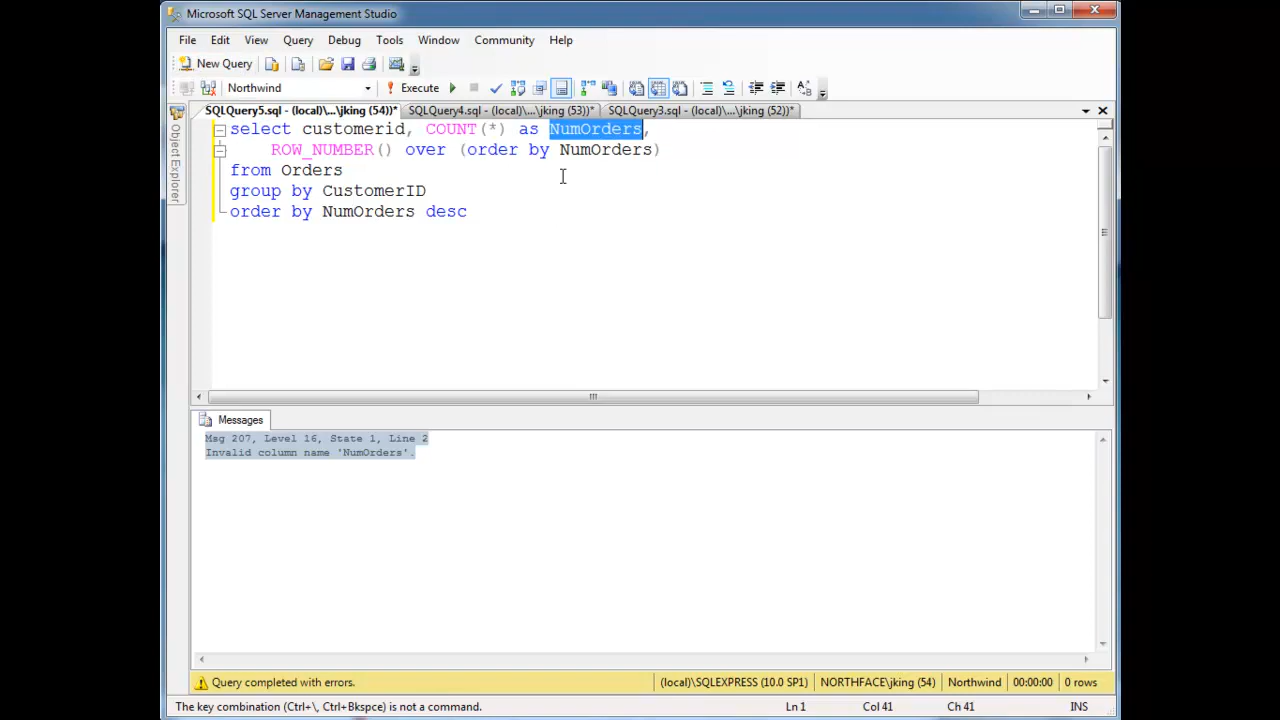 Microsoft SQL Server Management Studio
File Edit View Query Debug Tools Window Community Help
New Query
Northwind Execute
SQLQuery5.sql - (local)\...\jking (54))* SQLQuery4.sql - (local)\...\jking (53))* SQLQuery3.sql - (local)\...\jking (52))*
Object Explorer
select customerid, COUNT(*) as NumOrders,
ROW_NUMBER() over (order by NumOrders)
from Orders
group by CustomerID
order by NumOrders desc
Messages
Msg 207, Level 16, State 1, Line 2
Invalid column name 'NumOrders'.
Query completed with errors. (local)\SQLEXPRESS (10.0 SP1) NORTHFACE\jking (54) Northwind 00:00:00 0 rows
The key combination (Ctrl+\, Ctrl+Bkspce) is not a command. Ln 1 Col 41 Ch 41 INS